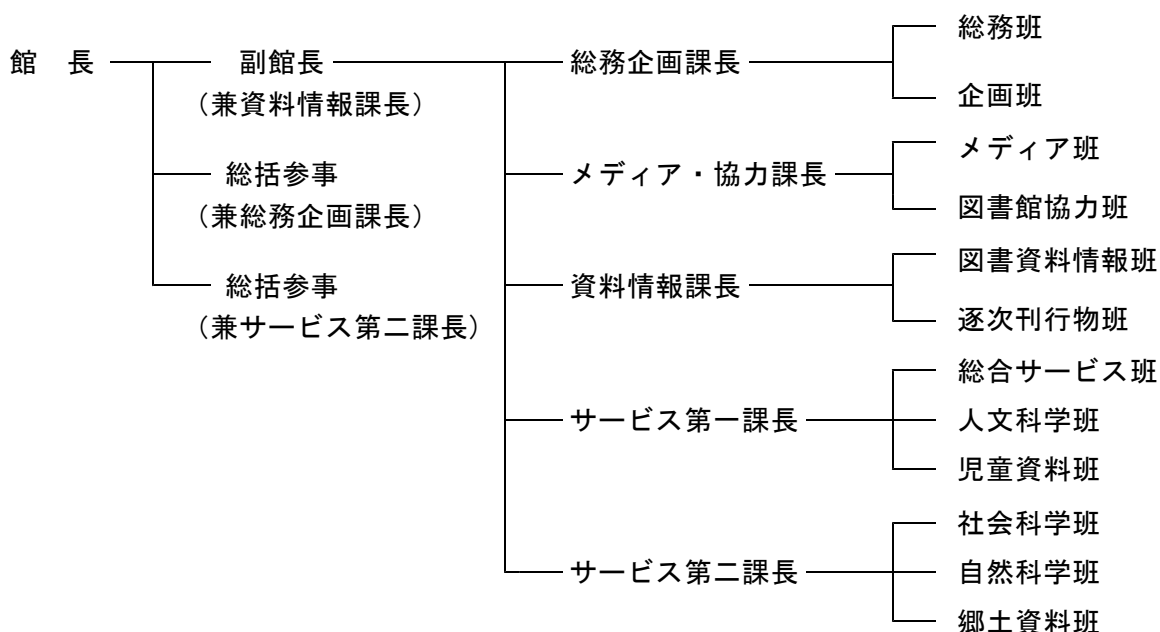 館　長
副館長
（兼資料情報課長）
総括参事
（兼総務企画課長）
総括参事
（兼サービス第二課長）
総務企画課長
総務班
企画班
メディア・協力課長
メディア班
図書館協力班
資料情報課長
図書資料情報班
逐次刊行物班
サービス第一課長
総合サービス班
人文科学班
児童資料班
サービス第二課長
社会科学班
自然科学班
郷土資料班